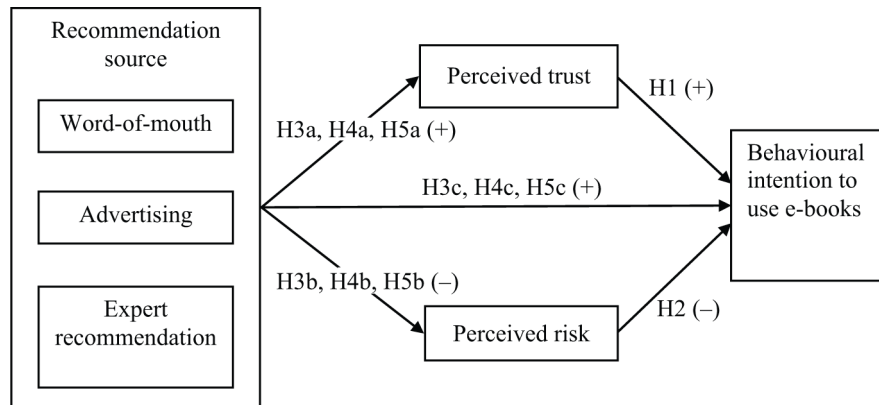 Recommendation
source
Word-of-mouth
Advertising
Expert
recommendation
H3a, H4a, H5a (+)
Perceived trust
H1 (+)
H3c, H4c, H5c (+)
H3b, H4b, H5b (–)
Perceived risk
H2 (–)
Behavioural
intention to
use e-books